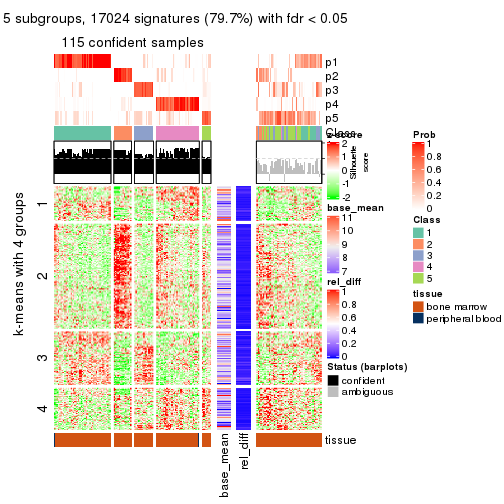 5 subgroups, 17024 signatures (79.7%) with fdr < 0.05
115 confident samples
p1
p2
p3
p4
p5
Class
z-score
2
1
0
-1
-2
Silhouette
score
base_mean
11
10
9
8
7
rel_diff
1
0.8
0.6
0.4
0.2
0
Status (barplots)
confident
ambiguous
Prob
1
0.8
0.6
0.4
0.2
0
Class
1
2
3
4
5
tissue
bone marrow
peripheral blood
k-means with 4 groups
1
2
3
4
tissue
base_mean
rel_diff